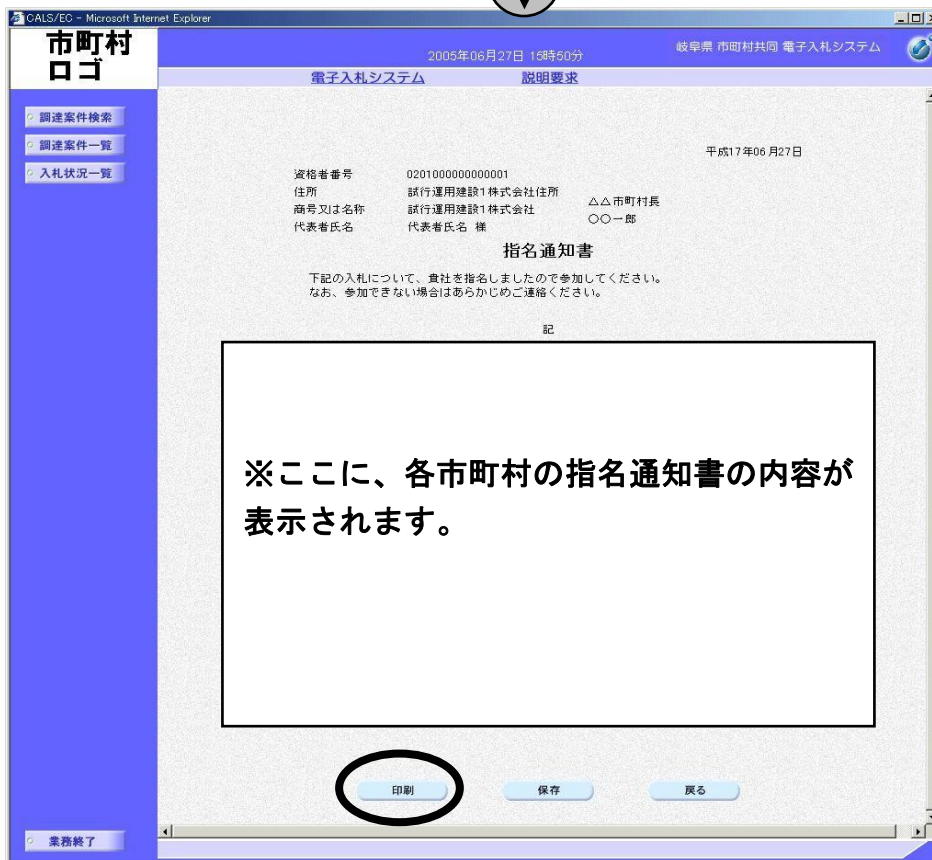 CALS/EC - Microsoft Internet Explorer
市町村
ロゴ
2005年06月27日 15時50分
岐阜県 市町村共同 電子入札システム
電子入札システム
説明要求
調達案件検索
調達案件一覧
入札状況一覧
平成17年06月27日
資格者番号 0201000000000001
住所 試行運用建設1株式会社住所
商号又は名称 試行運用建設1株式会社
代表者氏名 代表者氏名 様
△△市町村長
〇〇一郎
指名通知書
下記の入札について、貴社を指名しましたので参加してください。
なお、参加できない場合はあらかじめご連絡ください。
記
※ここに、各市町村の指名通知書の内容が
表示されます。
印刷
保存
戻る
業務終了